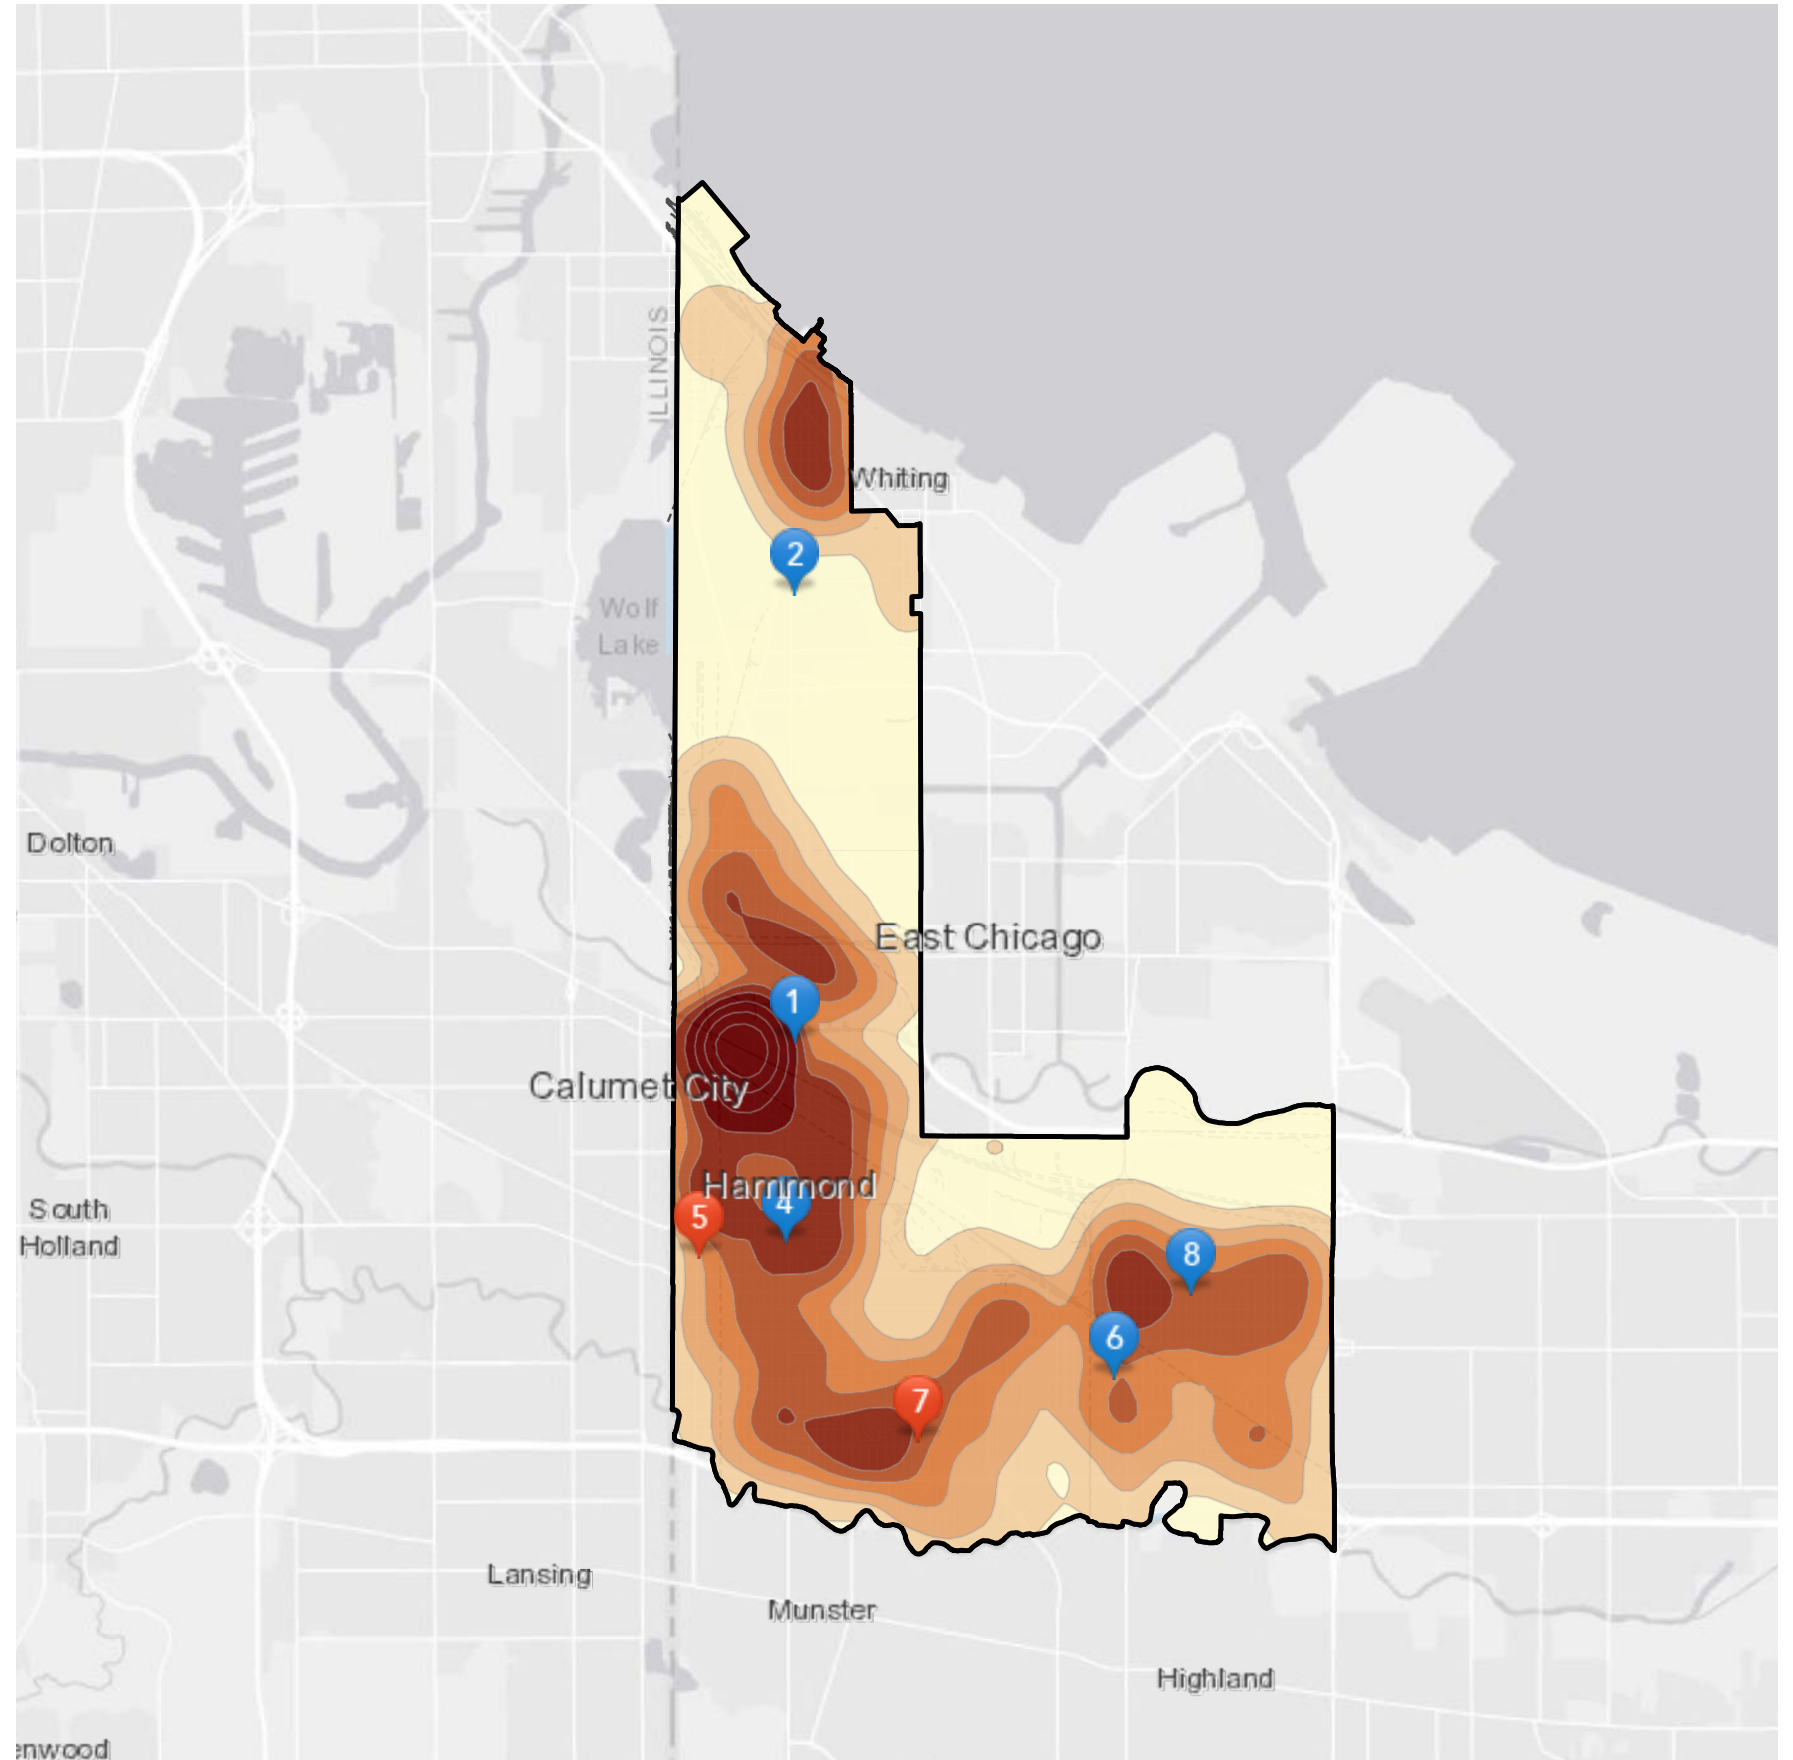 ILLINOIS
Whiting
2
Wolf
Lake
Dolton
East Chicago
1
Calumet City
Hammond
4
5
South
Holland
8
6
7
Lansing
Munster
Highland
enwood